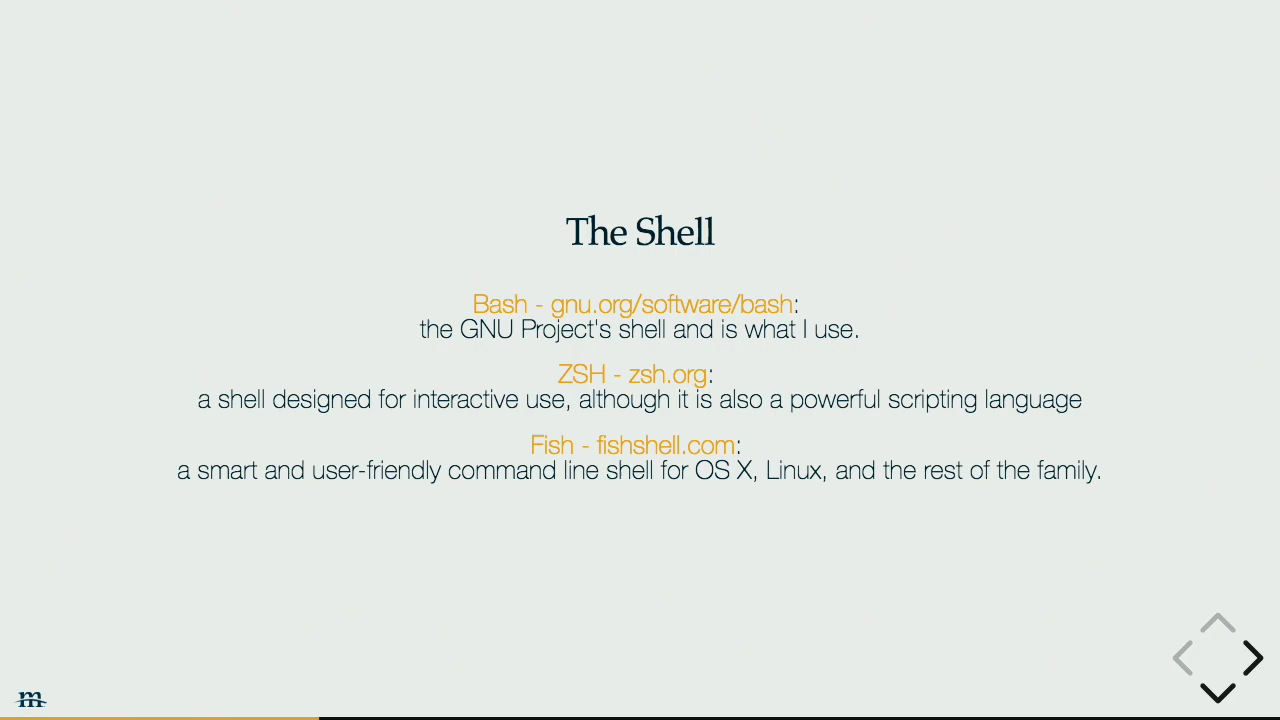 The Shell
Bash - gnu.org/software/bash:
the GNU Project's shell and is what I use.
ZSH - zsh.org:
a shell designed for interactive use, although it is also a powerful scripting language
Fish - fishshell.com:
a smart and user-friendly command line shell for OS X, Linux, and the rest of the family.
m